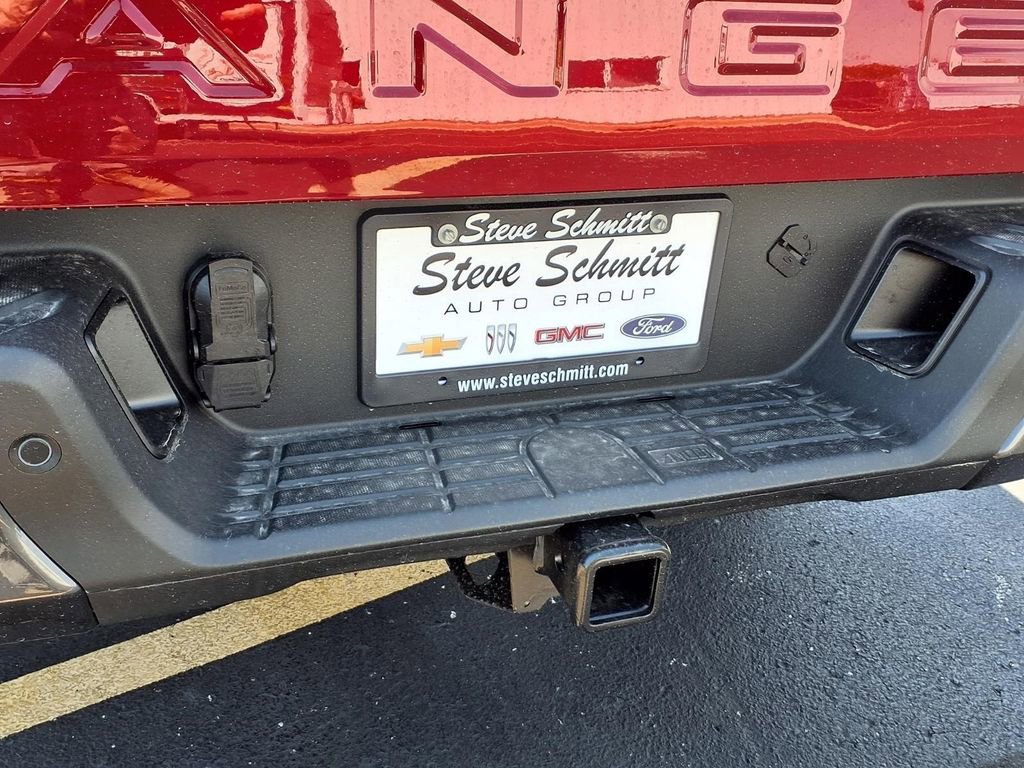 ANGE
Steve Schmitt
Steve Schmitt
AUTO GROUP
GMC
Ford
www.steveschmitt.com